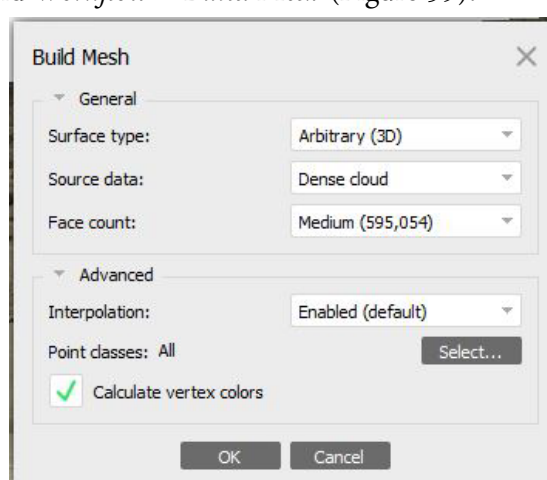 Build Mesh
General
Surface type: Arbitrary (3D)
Source data: Dense cloud
Face count: Medium (595,054)
Advanced
Interpolation: Enabled (default)
Point classes: All Select...
Calculate vertex colors
OK Cancel